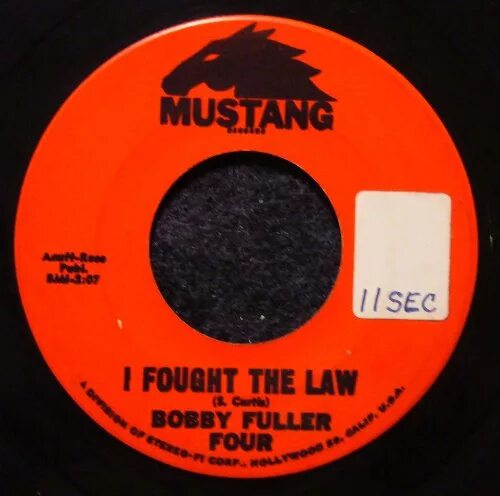 MUSTANG
RECORDS
Acuff-Rose
Publ.
BMI-2:07
11 SEC
I FOUGHT THE LAW
(S. Curtis)
BOBBY FULLER
FOUR
A DIVISION OF STEREO-FI CORP., HOLLYWOOD 28, CALIF. U.S.A.